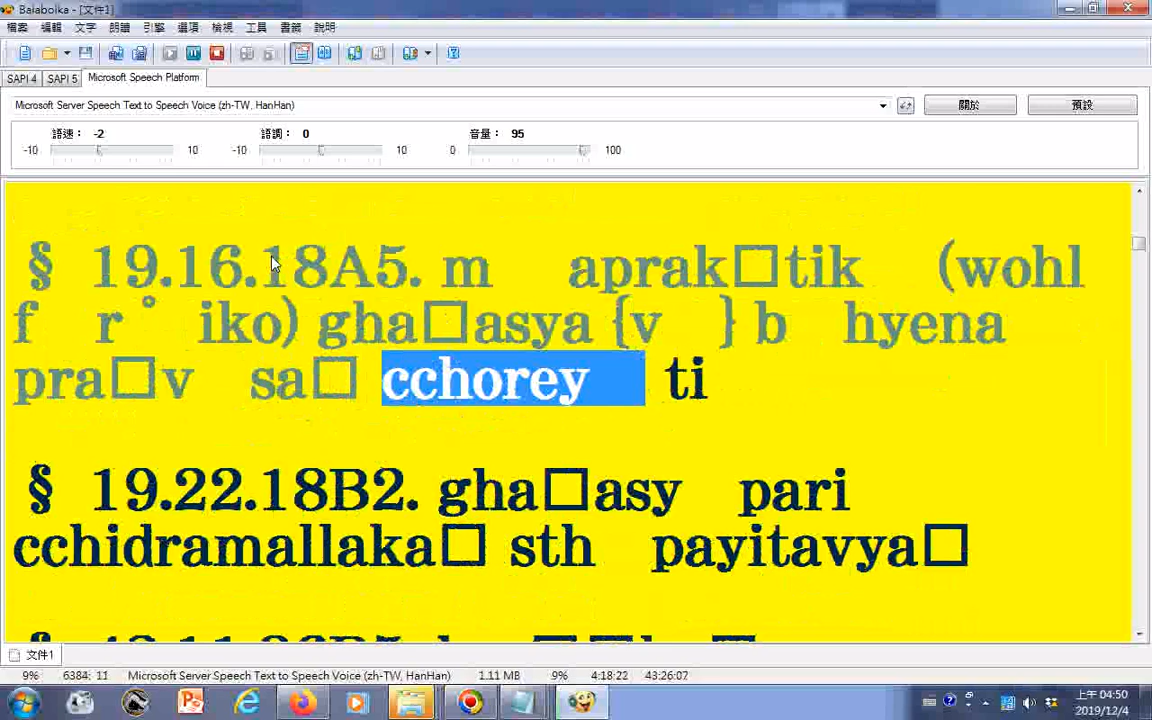 Balabolka - [文件1]
檔案 編輯 文字 朗讀 引擎 選項 檢視 工具 書籤 說明
SAPI 4 SAPI 5 Microsoft Speech Platform
Microsoft Server Speech Text to Speech Voice (zh-TW, HanHan) 關於 預設
語速： -2 語調： 0 音量： 95
-10 10 -10 10 0 100
§ 19.16.18A5. m aprak□tik (wohl
f r ˚ iko) gha□asya {v } b hyena
pra□v sa□ cchorey ti
§ 19.22.18B2. gha□asy pari
cchidramallaka□ sth payitavya□
文件1
9% 6384: 11 Microsoft Server Speech Text to Speech Voice (zh-TW, HanHan) 1.11 MB 9% 4:18:22 43:26:07
上午 04:50
2019/12/4